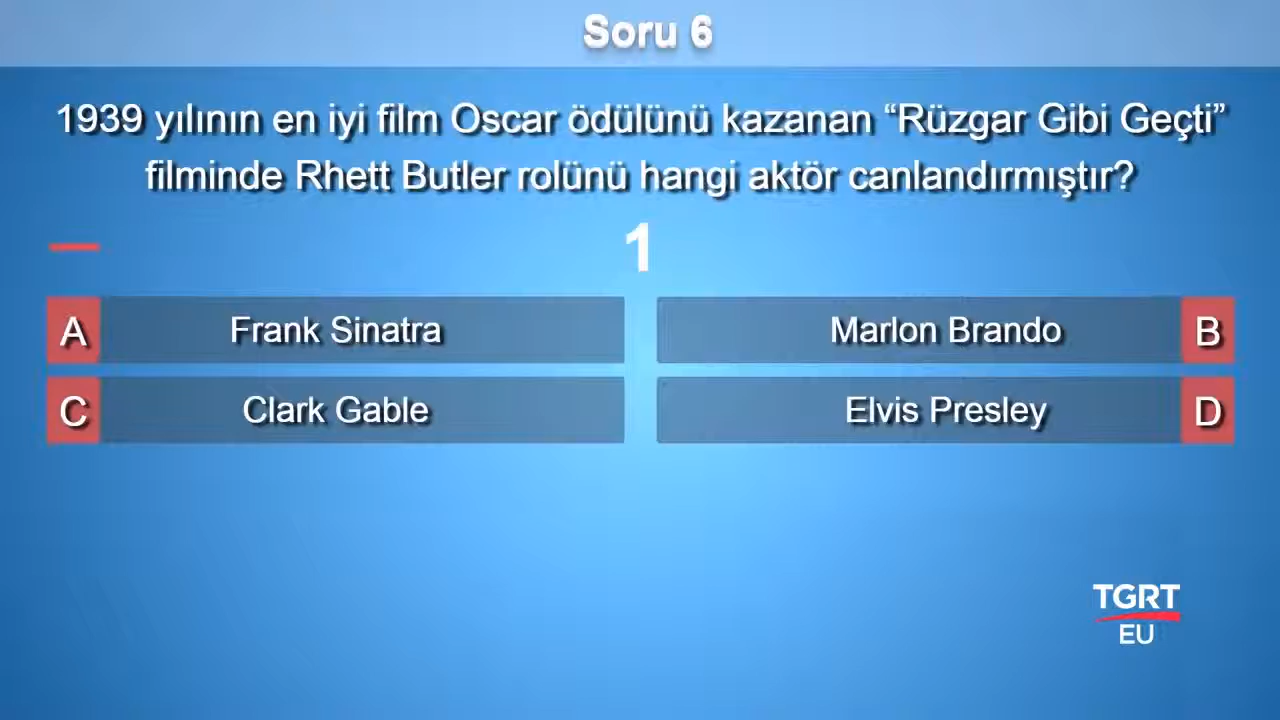 Soru 6
1939 yılının en iyi film Oscar ödülünü kazanan “Rüzgar Gibi Geçti”
filminde Rhett Butler rolünü hangi aktör canlandırmıştır?
1
A Frank Sinatra
Marlon Brando B
C Clark Gable
Elvis Presley D
TGRT
EU